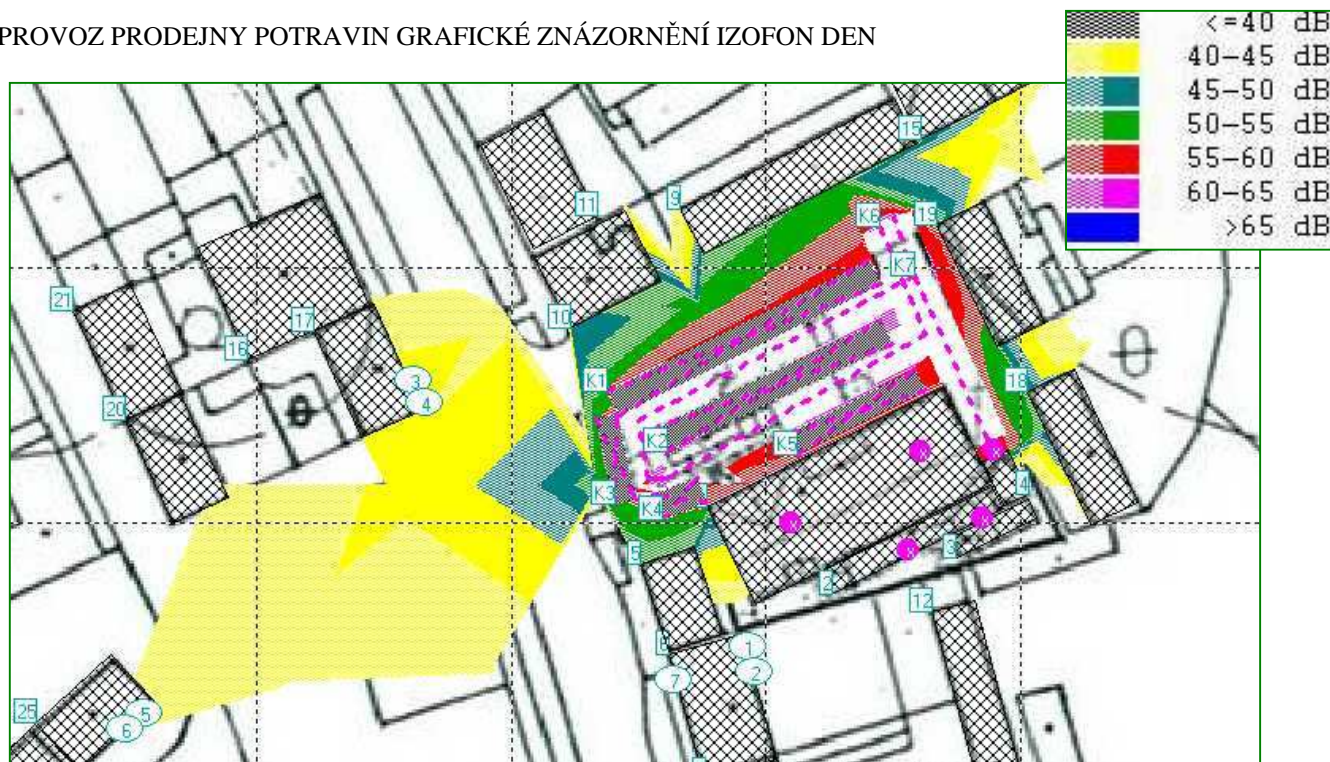 PROVOZ PRODEJNY POTRAVIN GRAFICKÉ ZNÁZORNĚNÍ IZOFON DEN
<=40 dB
40-45 dB
45-50 dB
50-55 dB
55-60 dB
60-65 dB
>65 dB
15
11
9
K6
19
K7
21
10
17
16
3
4
K1
18
20
K2
K5
K3
K4
4
5
3
2
12
1
2
7
25
5
6